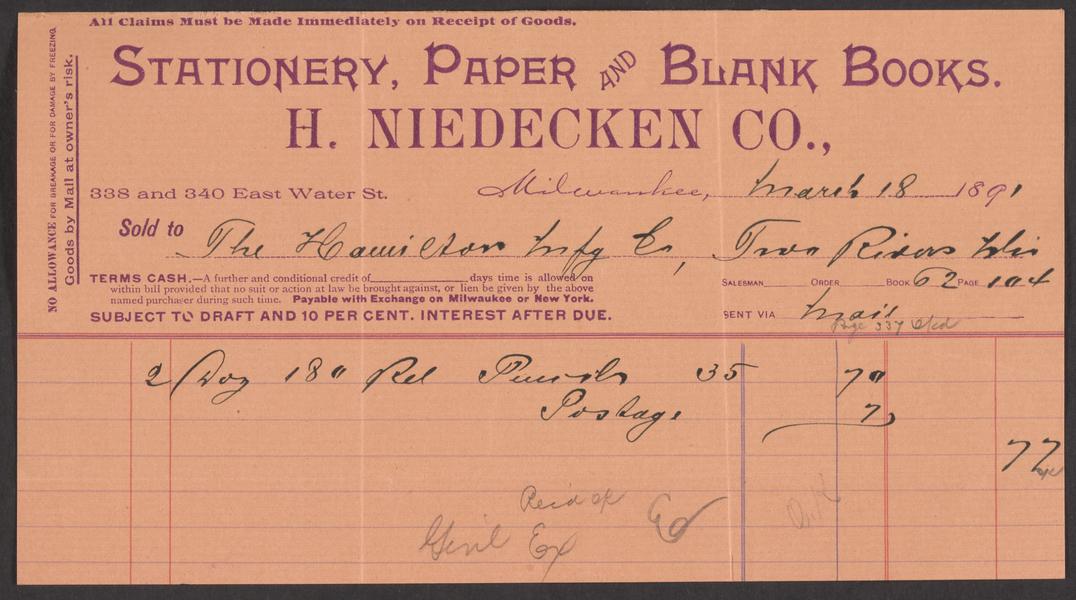 All Claims Must be Made Immediately on Receipt of Goods.
NO ALLOWANCE FOR BREAKAGE OR FOR DAMAGE BY FREEZING.
Goods by Mail at owner's risk.
STATIONERY, PAPER AND BLANK BOOKS.
H. NIEDECKEN CO.,
338 and 340 East Water St. Milwaukee, March 18 1891
Sold to The Hamilton Mfg Co, Two Rivers Wis
TERMS CASH.—A further and conditional credit of days time is allowed on
within bill provided that no suit or action at law be brought against, or lien be given by the above
named purchaser during such time. Payable with Exchange on Milwaukee or New York.
SUBJECT TO DRAFT AND 10 PER CENT. INTEREST AFTER DUE.
SALESMAN ORDER BOOK 62 PAGE 104
SENT VIA Mail
Page 337
2 Doz 180 Red Pencils 35 70
Postage 7
77
Rec'd OK
Genl Ex
O.K.